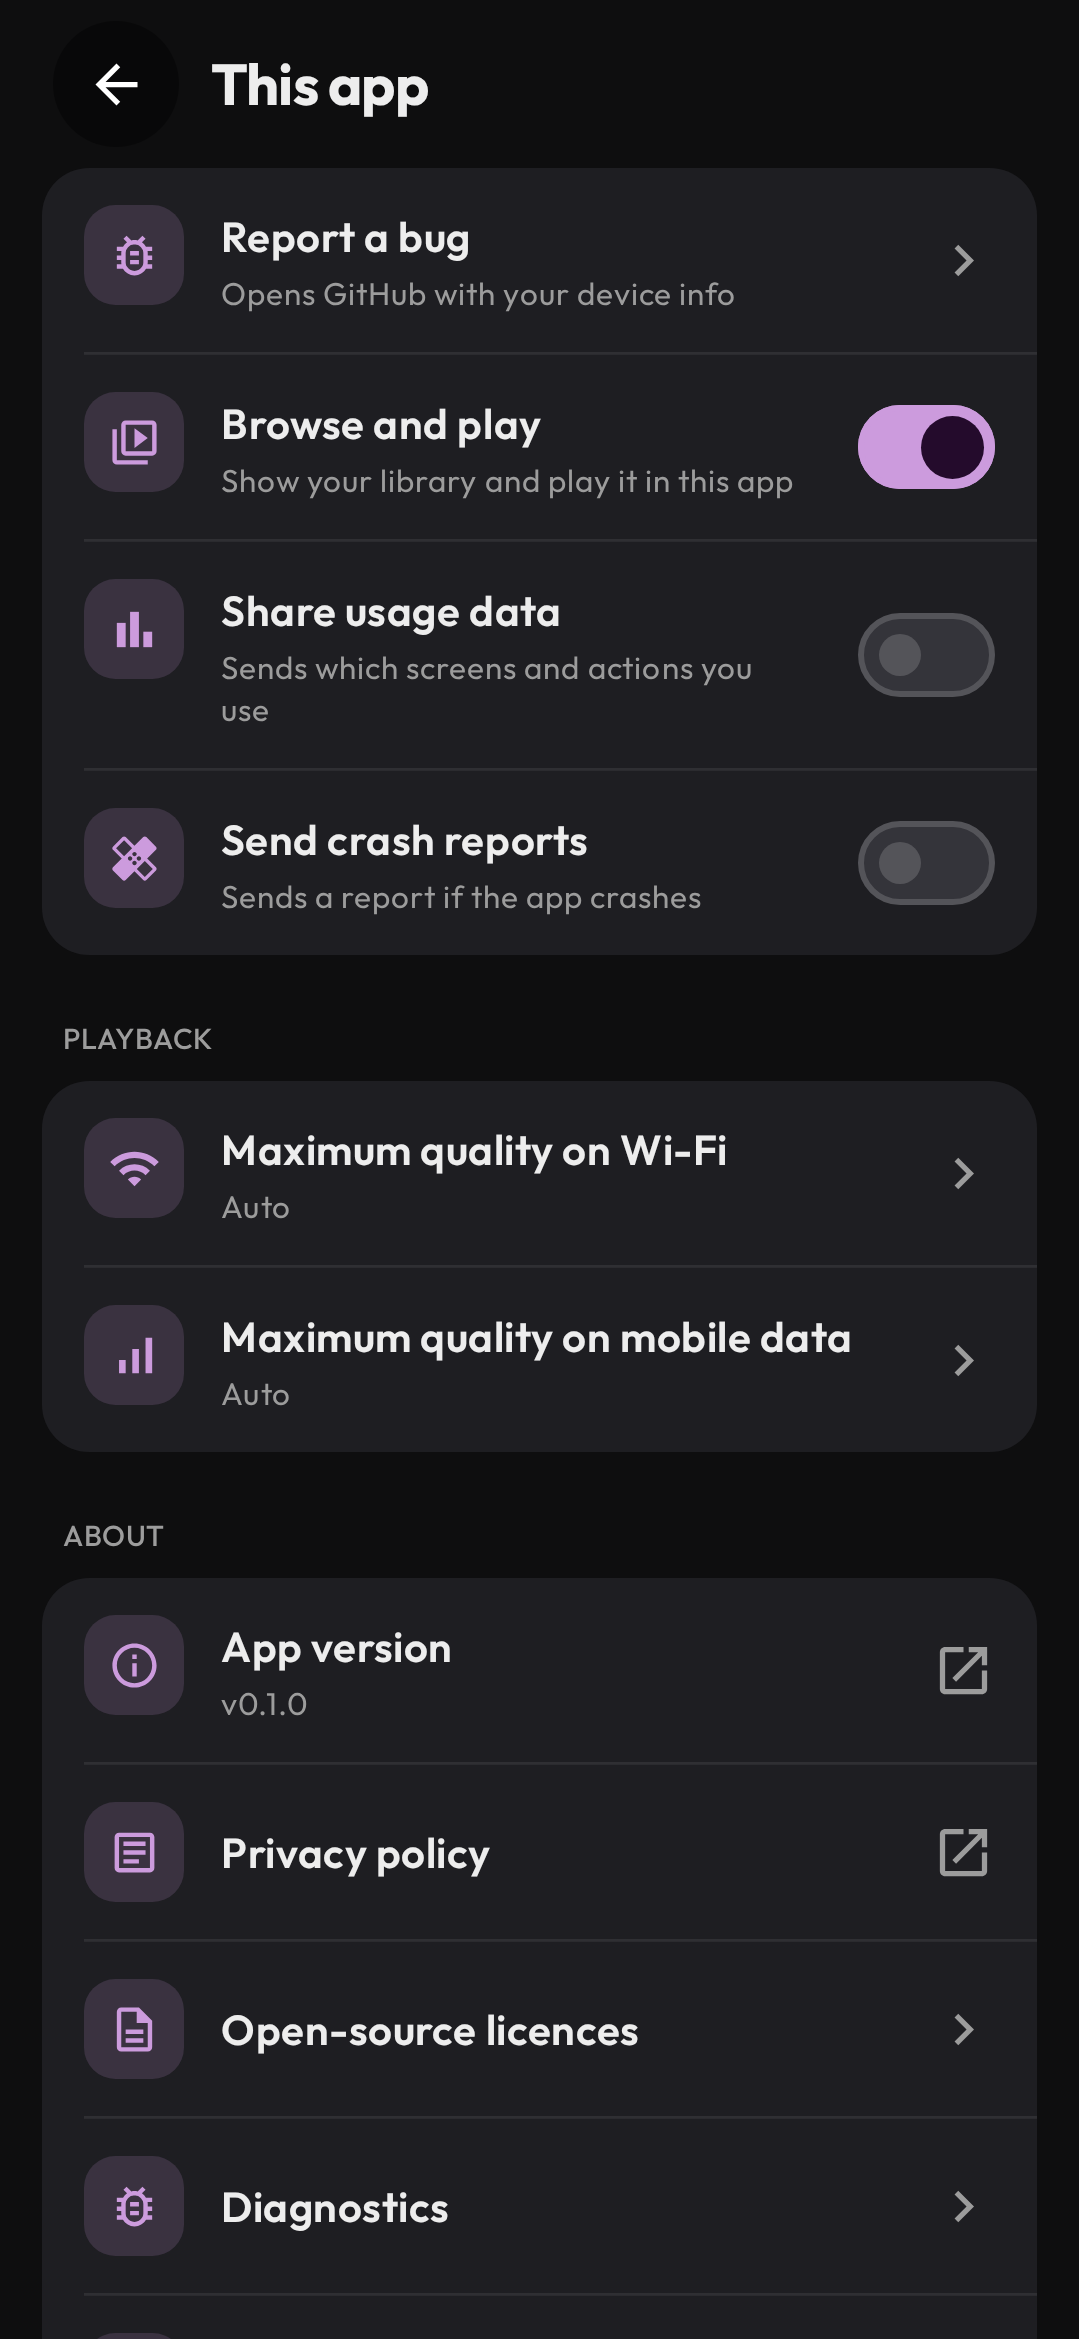 This app
Report a bug
Opens GitHub with your device info
Browse and play
Show your library and play it in this app
Share usage data
Sends which screens and actions you
use
Send crash reports
Sends a report if the app crashes
PLAYBACK
Maximum quality on Wi-Fi
Auto
Maximum quality on mobile data
Auto
ABOUT
App version
v0.1.0
Privacy policy
Open-source licences
Diagnostics